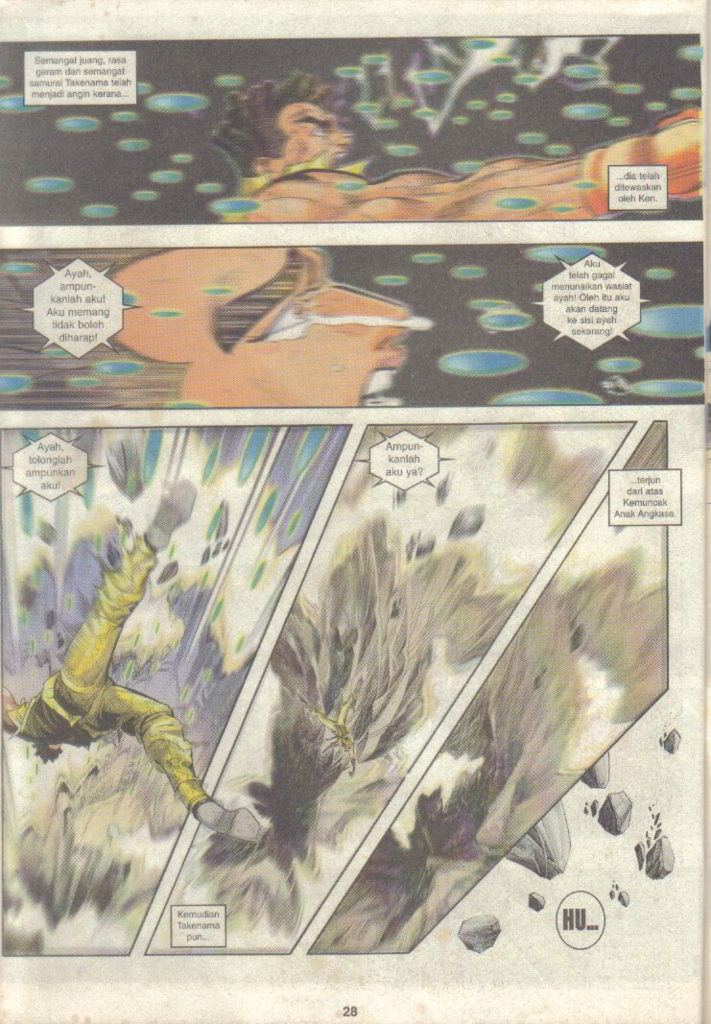 Semangat juang, rasa
geram dan semangat
samurai Takenama telah
menjadi angin kerana...
...dia telah
ditewaskan
oleh Ken.
Ayah,
ampun-
kanlah aku!
Aku memang
tidak boleh
diharap!
Aku
telah gagal
menunaikan wasiat
ayah! Oleh itu aku
akan datang
ke sisi ayah
sekarang!
Ayah,
tolonglah
ampunkan
aku!
Ampun-
kanlah
aku ya?
Kemudian
Takenama
pun...
...terjun
dari atas
Kemuncak
Anak Angkasa.
HU...
28